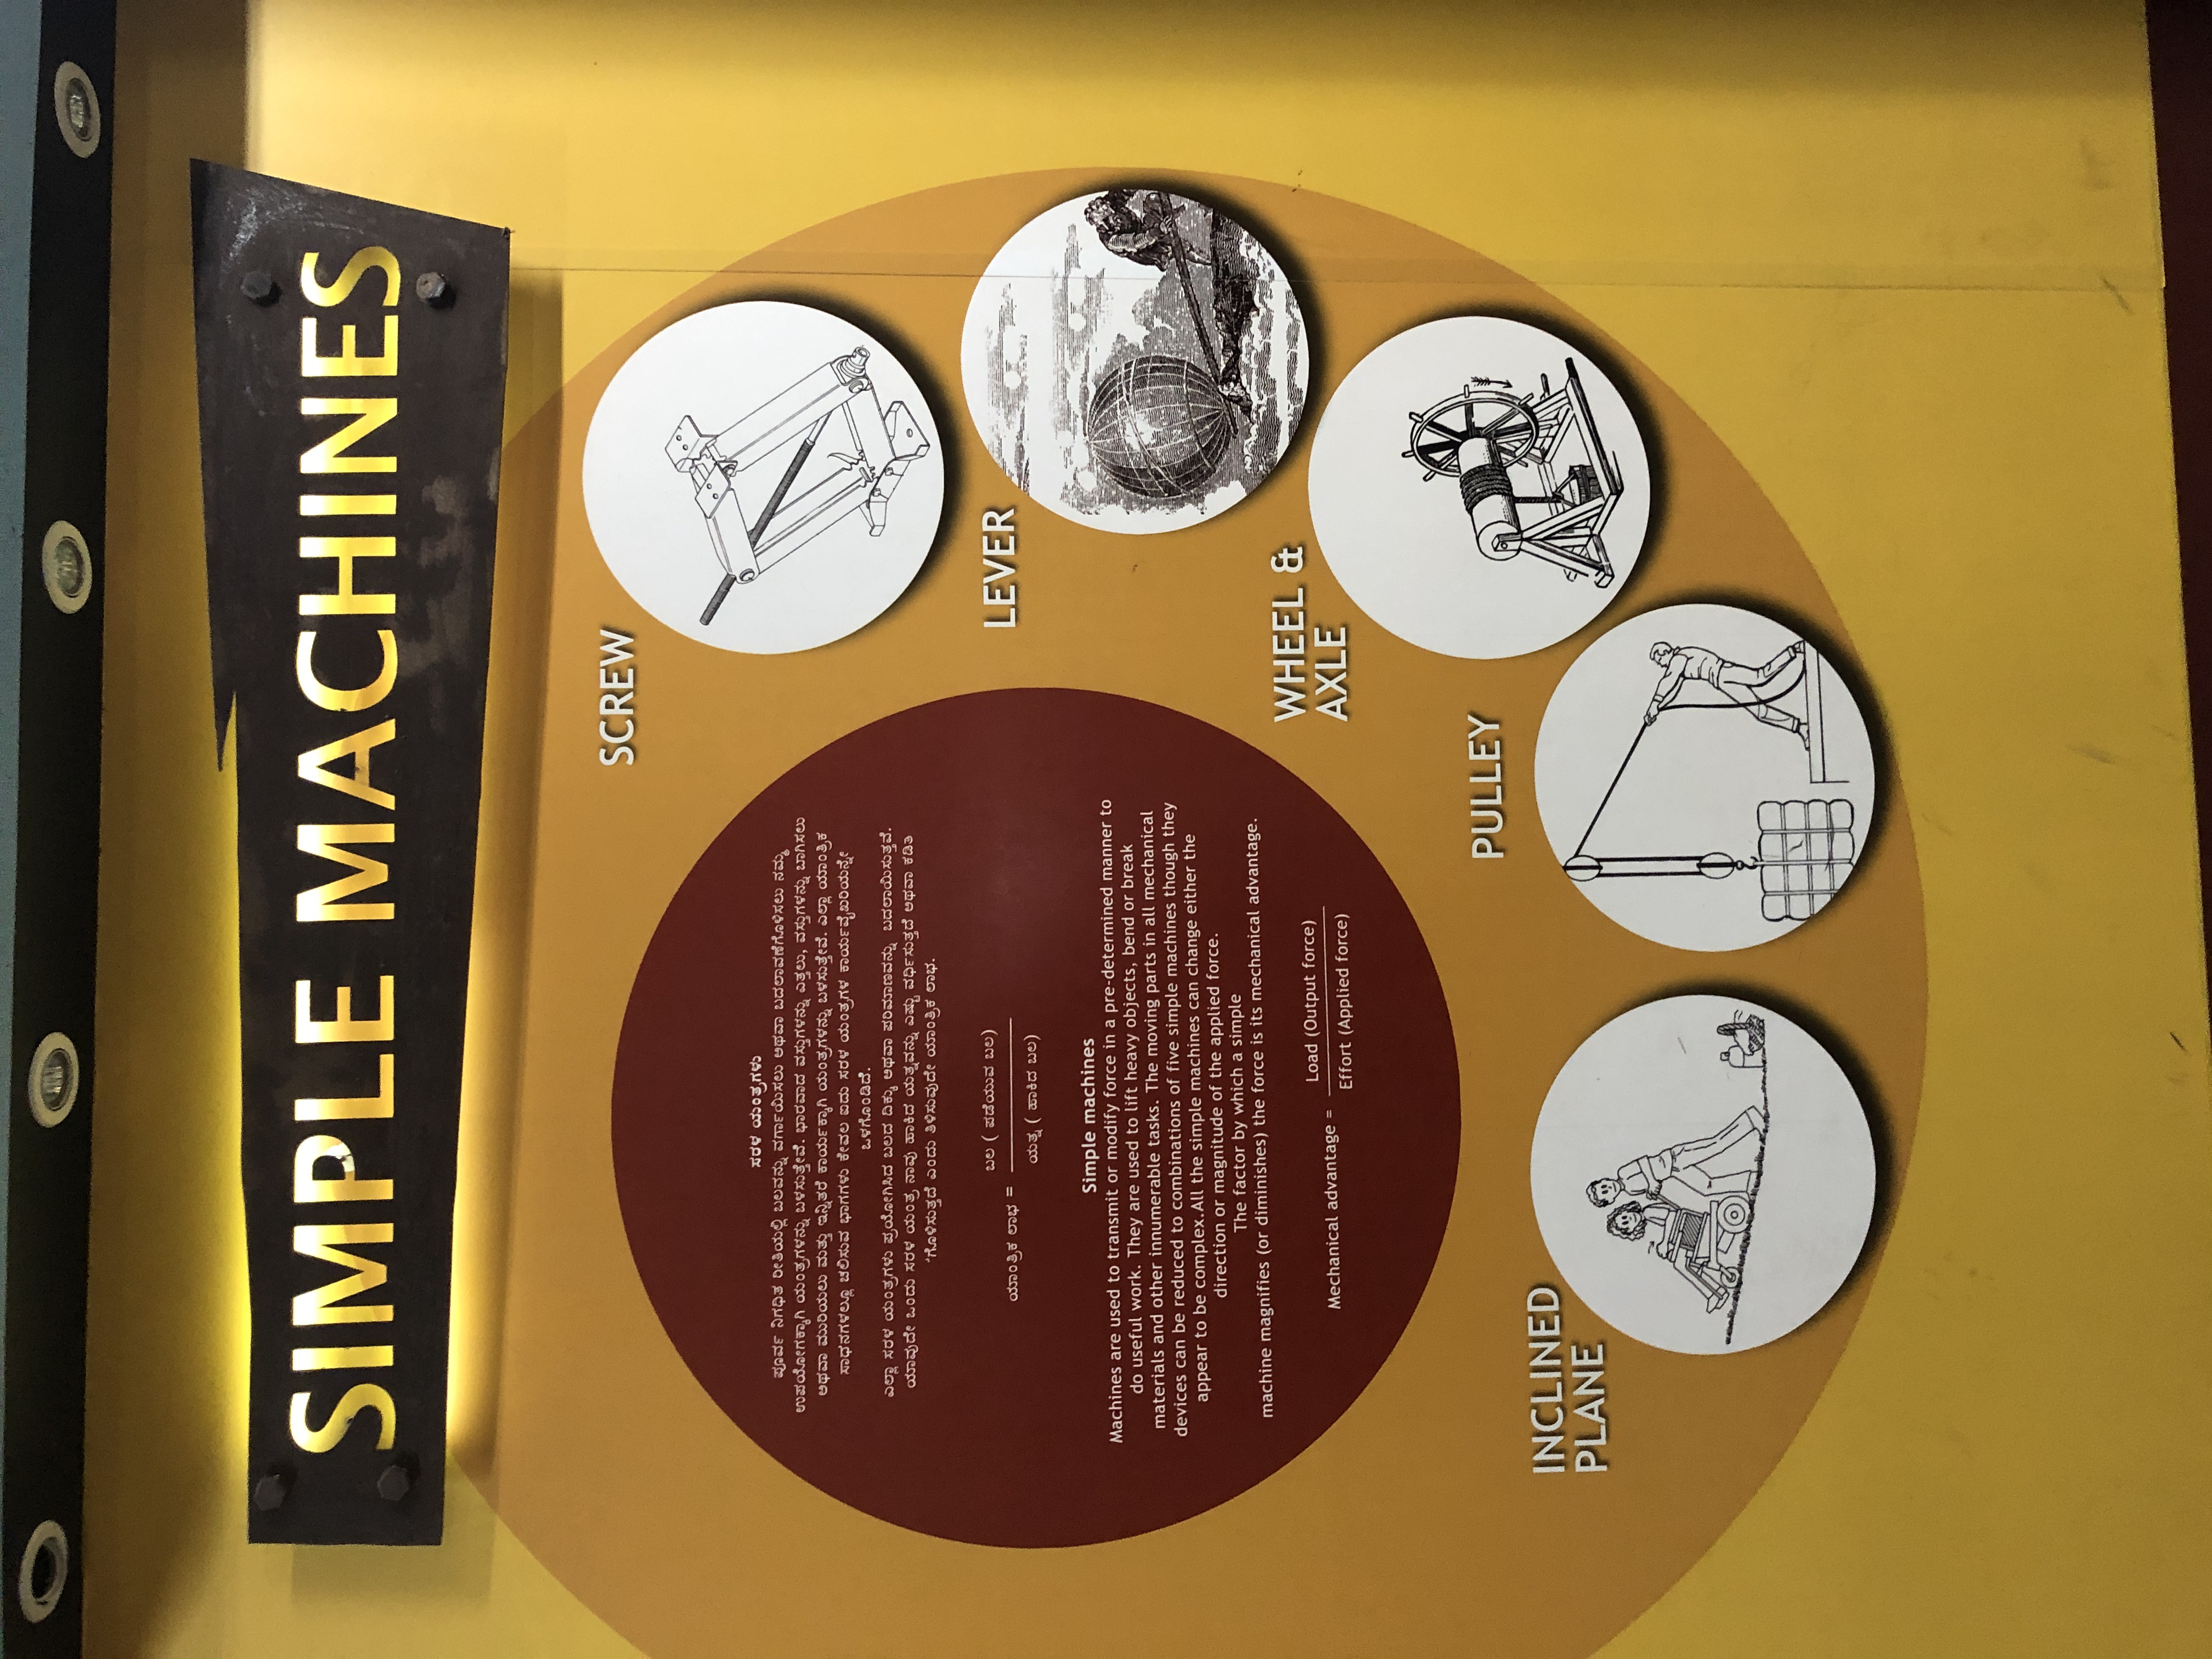 SIMPLE MACHINES
SCREW
ಸರಳ ಯಂತ್ರಗಳು
ಪೂರ್ವ ನಿಗಧಿತ ರೀತಿಯಲ್ಲಿ ಬಲವನ್ನು ವರ್ಗಾಯಿಸಲು ಅಥವಾ ಬದಲಾವಣೆಗೊಳಿಸಲು ನಮ್ಮ
ಉಪಯೋಗಕ್ಕಾಗಿ ಯಂತ್ರಗಳನ್ನು ಬಳಸುತ್ತೇವೆ. ಭಾರವಾದ ವಸ್ತುಗಳನ್ನು ಎತ್ತಲು, ವಸ್ತುಗಳನ್ನು ಬಾಗಿಸಲು
ಅಥವಾ ಮುರಿಯಲು ಮತ್ತು ಇನ್ನಿತರೆ ಕಾರ್ಯಕ್ಕಾಗಿ ಯಂತ್ರಗಳನ್ನು ಬಳಸುತ್ತೇವೆ. ಎಲ್ಲಾ ಯಾಂತ್ರಿಕ
ಸಾಧನಗಳಲ್ಲೂ ಚಲಿಸುವ ಭಾಗಗಳು ಕೇವಲ ಐದು ಸರಳ ಯಂತ್ರಗಳ ಕಾರ್ಯವೈಖರಿಯನ್ನೇ
ಒಳಗೊಂಡಿದೆ.
ಎಲ್ಲಾ ಸರಳ ಯಂತ್ರಗಳು ಪ್ರಯೋಗಿಸಿದ ಬಲದ ದಿಕ್ಕು ಅಥವಾ ಪರಿಮಾಣವನ್ನು ಬದಲಾಯಿಸುತ್ತವೆ.
ಯಾವುದೇ ಒಂದು ಸರಳ ಯಂತ್ರ ನಾವು ಹಾಕಿದ ಯತ್ನವನ್ನು ಎಷ್ಟು ವರ್ಧಿಸುತ್ತದೆ ಅಥವಾ ಕಡಿತ
ಗೊಳಿಸುತ್ತದೆ ಎಂದು ತಿಳಿಸುವುದೇ ಯಾಂತ್ರಿಕ ಲಾಭ.
ಬಲ ( ಪಡೆಯುವ ಬಲ)
ಯಾಂತ್ರಿಕ ಲಾಭ =
ಯತ್ನ ( ಹಾಕಿದ ಬಲ)
Simple machines
Machines are used to transmit or modify force in a pre-determined manner to
do useful work. They are used to lift heavy objects, bend or break
materials and other innumerable tasks. The moving parts in all mechanical
devices can be reduced to combinations of five simple machines though they
appear to be complex.All the simple machines can change either the
direction or magnitude of the applied force.
The factor by which a simple
machine magnifies (or diminishes) the force is its mechanical advantage.
Load (Output force)
Mechanical advantage =
Effort (Applied force)
LEVER
WHEEL &
AXLE
PULLEY
INCLINED
PLANE